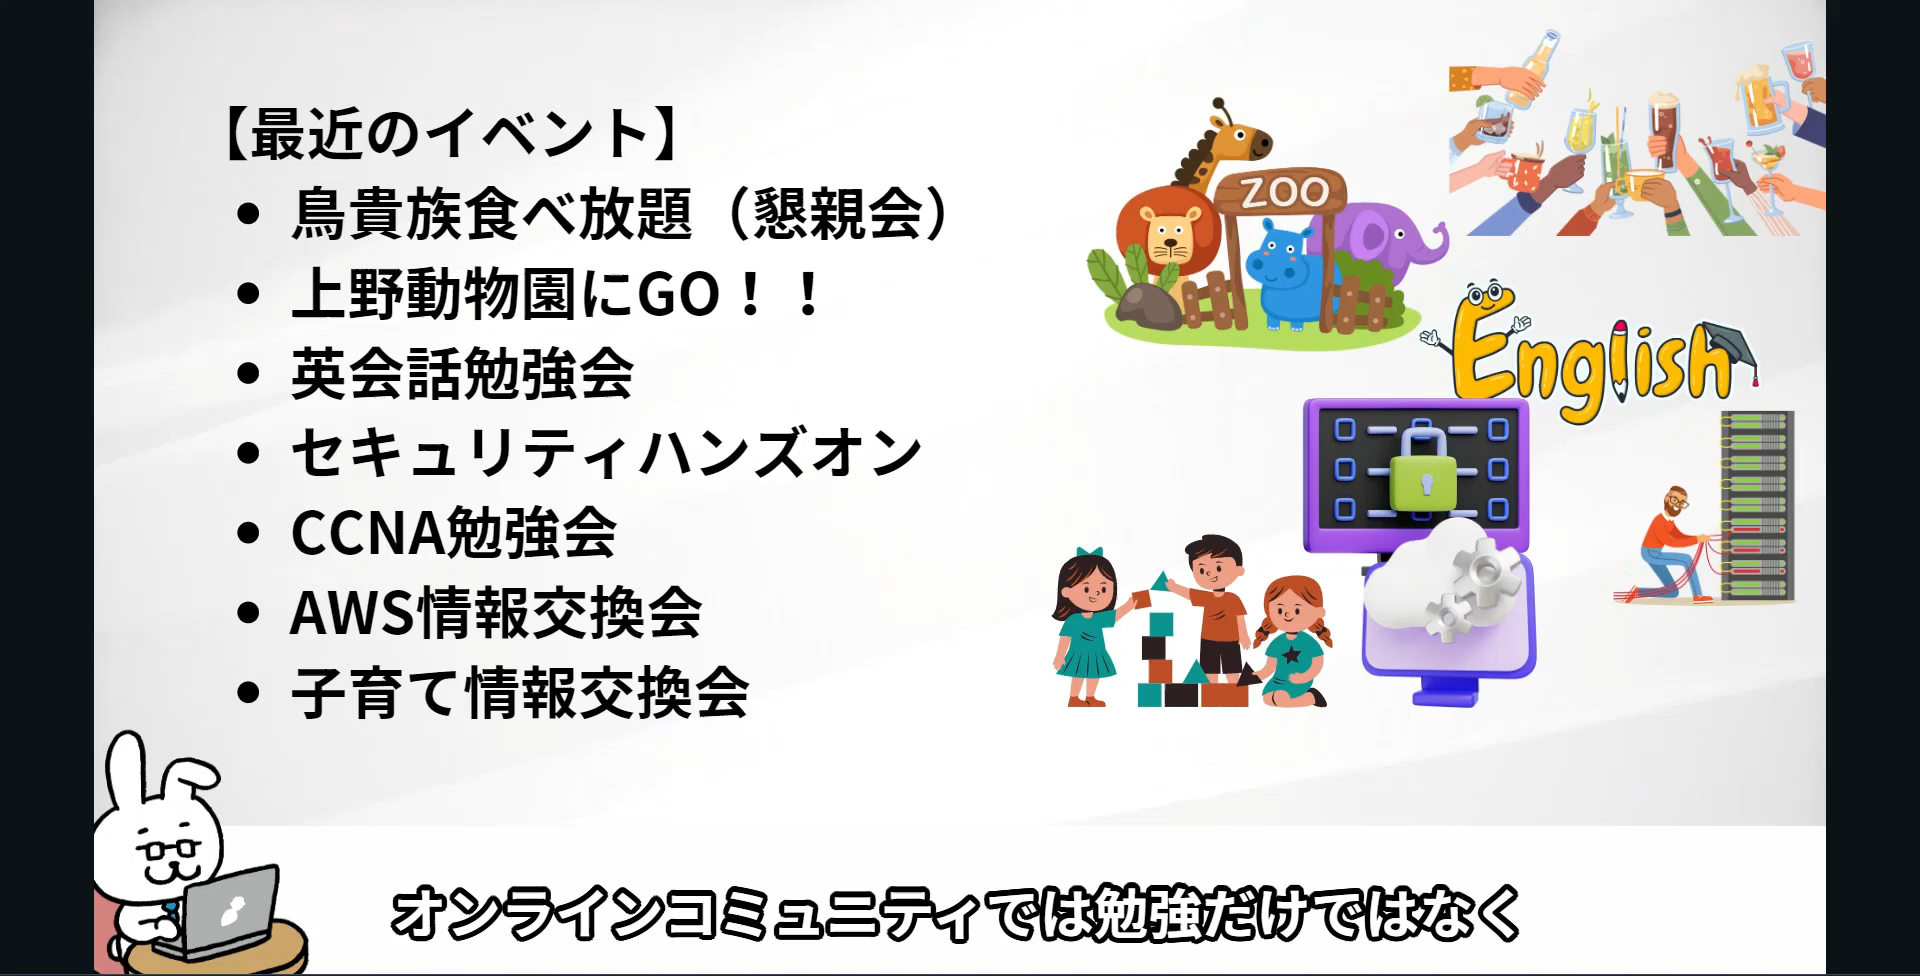 【最近のイベント】
• 鳥貴族食べ放題（懇親会）
• 上野動物園にGO！！
• 英会話勉強会
• セキュリティハンズオン
• CCNA勉強会
• AWS情報交換会
• 子育て情報交換会
ZOO
English
オンラインコミュニティでは勉強だけではなく